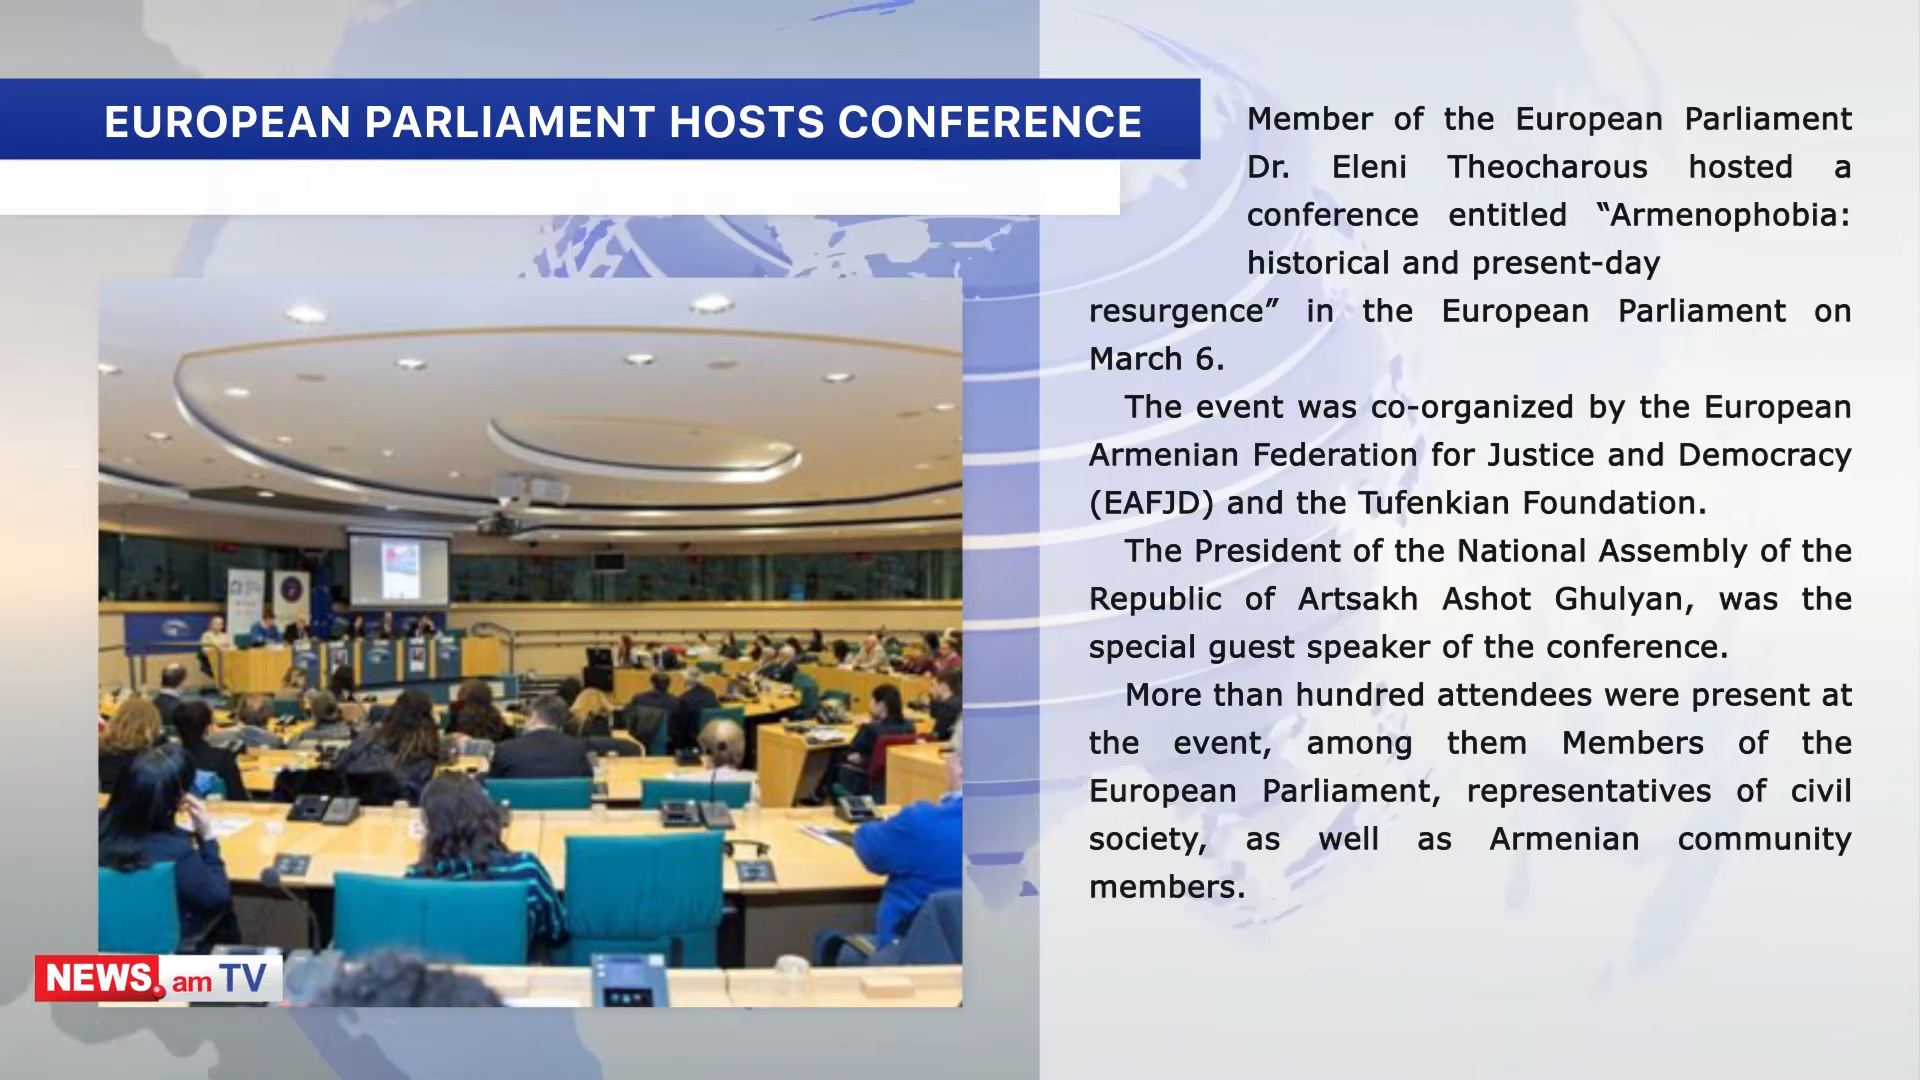 EUROPEAN PARLIAMENT HOSTS CONFERENCE
Member of the European Parliament
Dr. Eleni Theocharous hosted a
conference entitled “Armenophobia:
historical and present-day
resurgence” in the European Parliament on
March 6.
The event was co-organized by the European
Armenian Federation for Justice and Democracy
(EAFJD) and the Tufenkian Foundation.
The President of the National Assembly of the
Republic of Artsakh Ashot Ghulyan, was the
special guest speaker of the conference.
More than hundred attendees were present at
the event, among them Members of the
European Parliament, representatives of civil
society, as well as Armenian community
members.
NEWS.am TV